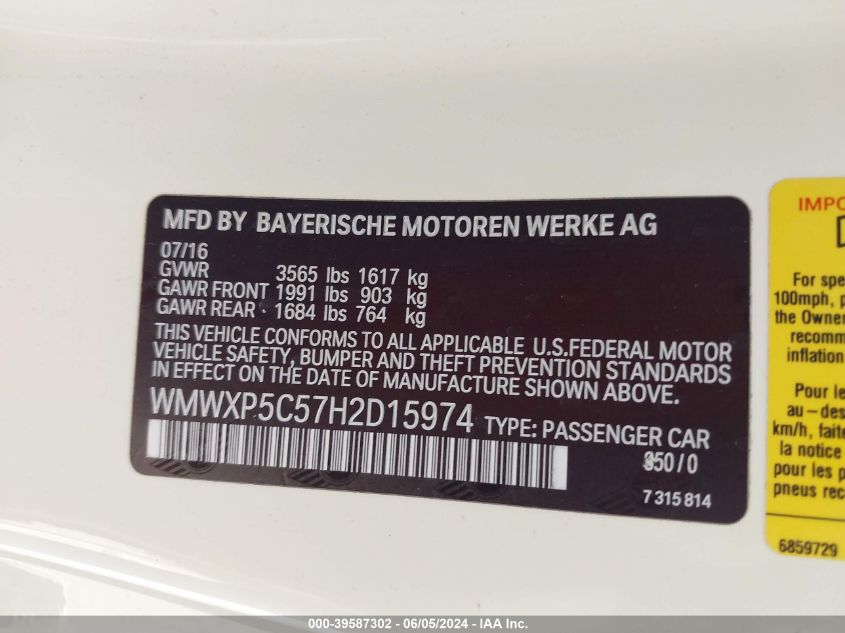 MFD BY BAYERISCHE MOTOREN WERKE AG
07/16
GVWR 3565 lbs 1617 kg
GAWR FRONT 1991 lbs 903 kg
GAWR REAR · 1684 lbs 764 kg
THIS VEHICLE CONFORMS TO ALL APPLICABLE U.S.FEDERAL MOTOR
VEHICLE SAFETY, BUMPER AND THEFT PREVENTION STANDARDS
IN EFFECT ON THE DATE OF MANUFACTURE SHOWN ABOVE.
WMWXP5C57H2D15974 TYPE: PASSENGER CAR
850/0
7 315 814
IMPO
For spe
100mph, p
the Owner
recomm
inflation
Pour le
au-des
km/h, faite
la notice
pour les p
pneus rec
6859729
000-39587302 — 06/05/2024 — IAA Inc.